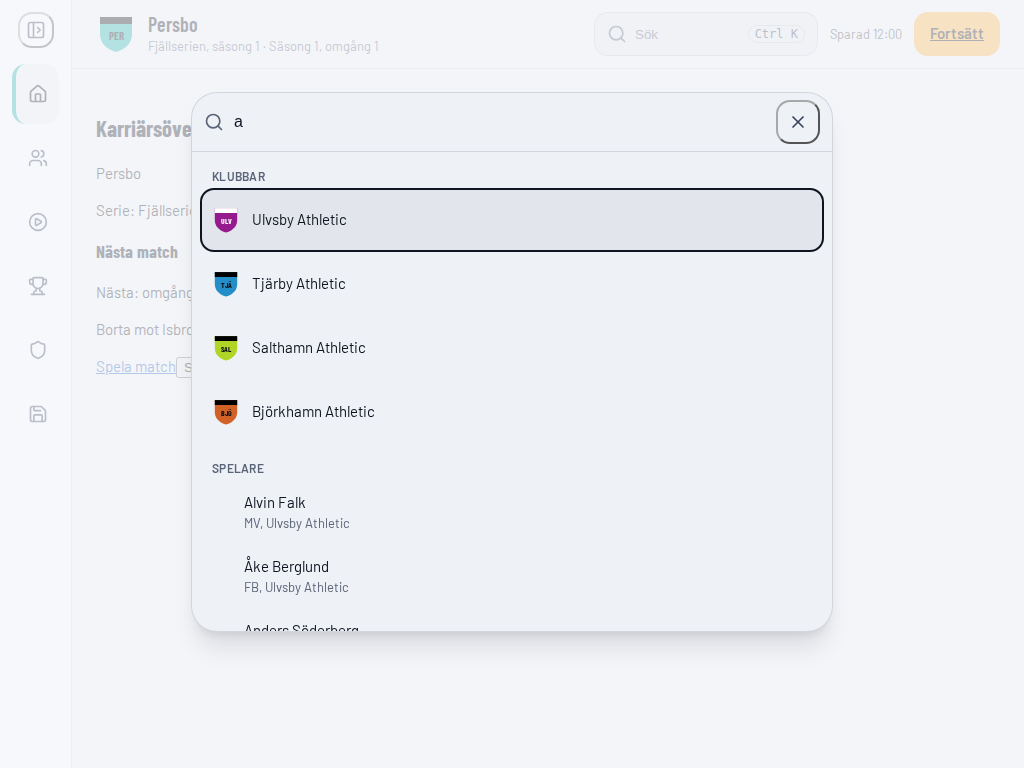 PER
Persbo
Fjällserien, säsong 1 · Säsong 1, omgång 1
Sök
Ctrl K
Sparad 12:00
Fortsätt
Karriärsöve
Persbo
Serie: Fjällseri
Nästa match
Nästa: omgång
Borta mot Isbro
Spela match
S
a
KLUBBAR
ULV
Ulvsby Athletic
TJÄ
Tjärby Athletic
SAL
Salthamn Athletic
BJÖ
Björkhamn Athletic
SPELARE
Alvin Falk
MV, Ulvsby Athletic
Åke Berglund
FB, Ulvsby Athletic
Anders Söderberg